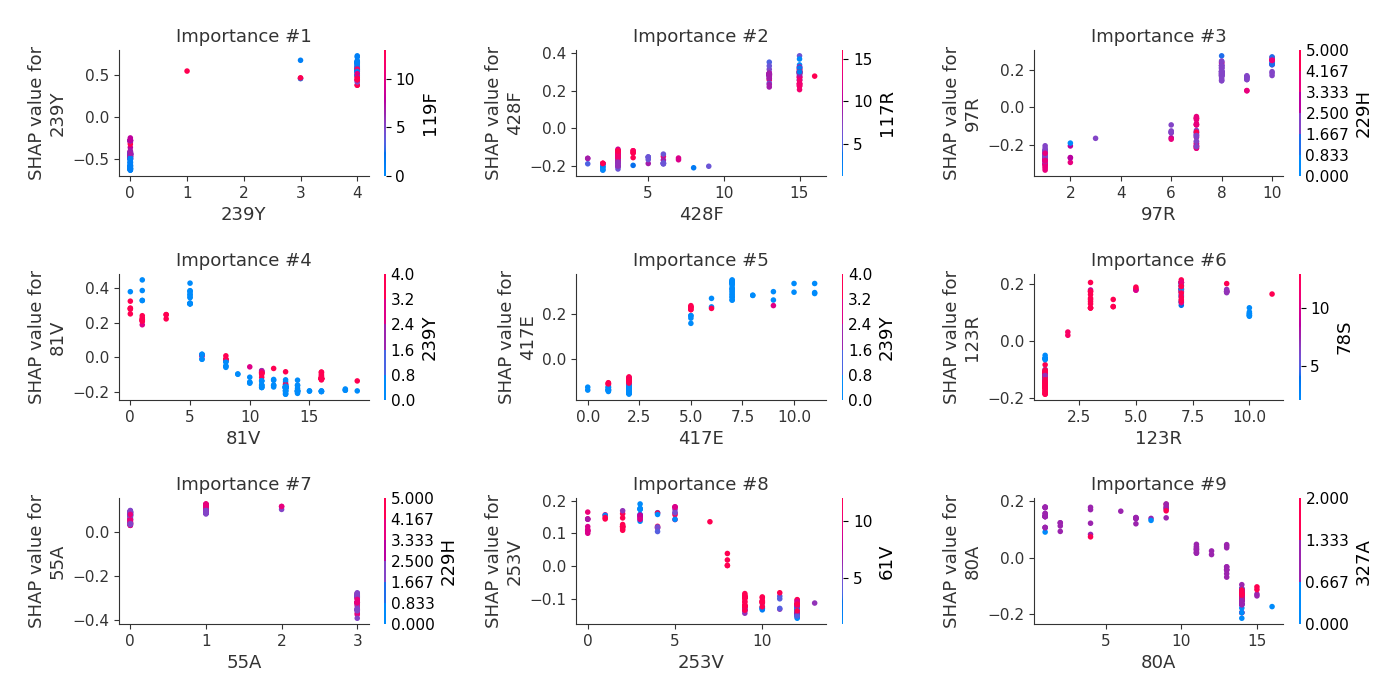 Importance #1
SHAP value for
239Y
0.5
0.0
−0.5
0 1 2 3 4
239Y
10
5
0
119F
Importance #2
SHAP value for
428F
0.4
0.2
0.0
−0.2
5 10 15
428F
15
10
5
117R
Importance #3
SHAP value for
97R
0.2
0.0
−0.2
2 4 6 8 10
97R
5.000
4.167
3.333
2.500
1.667
0.833
0.000
229H
Importance #4
SHAP value for
81V
0.4
0.2
0.0
−0.2
0 5 10 15
81V
4.0
3.2
2.4
1.6
0.8
0.0
239Y
Importance #5
SHAP value for
417E
0.2
0.0
0.0 2.5 5.0 7.5 10.0
417E
4.0
3.2
2.4
1.6
0.8
0.0
239Y
Importance #6
SHAP value for
123R
0.2
0.0
−0.2
2.5 5.0 7.5 10.0
123R
10
5
78S
Importance #7
SHAP value for
55A
0.0
−0.2
−0.4
0 1 2 3
55A
5.000
4.167
3.333
2.500
1.667
0.833
0.000
229H
Importance #8
SHAP value for
253V
0.2
0.1
0.0
−0.1
0 5 10
253V
10
5
61V
Importance #9
SHAP value for
80A
0.2
0.0
−0.2
5 10 15
80A
2.000
1.333
0.667
0.000
327A